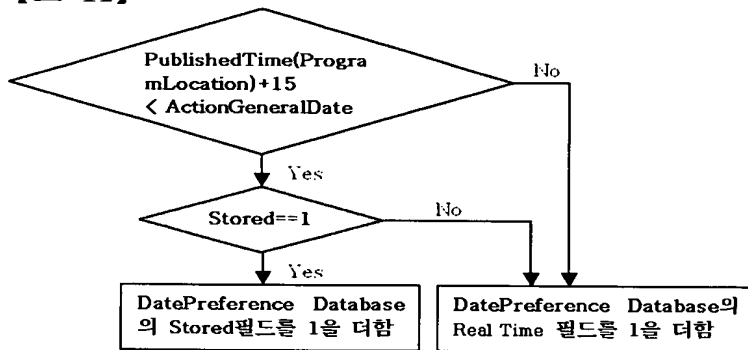 PublishedTime(Progra
mLocation)+15
< ActionGeneralDate
No
Yes
Stored==1
No
Yes
DatePreference Database
의 Stored필드를 1을 더함
DatePreference Database의
Real Time 필드를 1을 더함